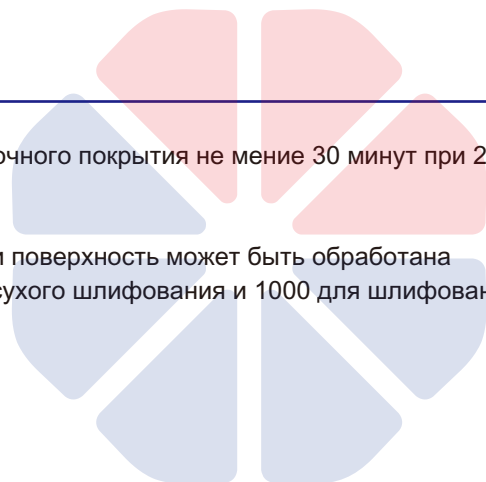 очного покрытия не мение 30 минут при 2
и поверхность может быть обработана
сухого шлифования и 1000 для шлифован